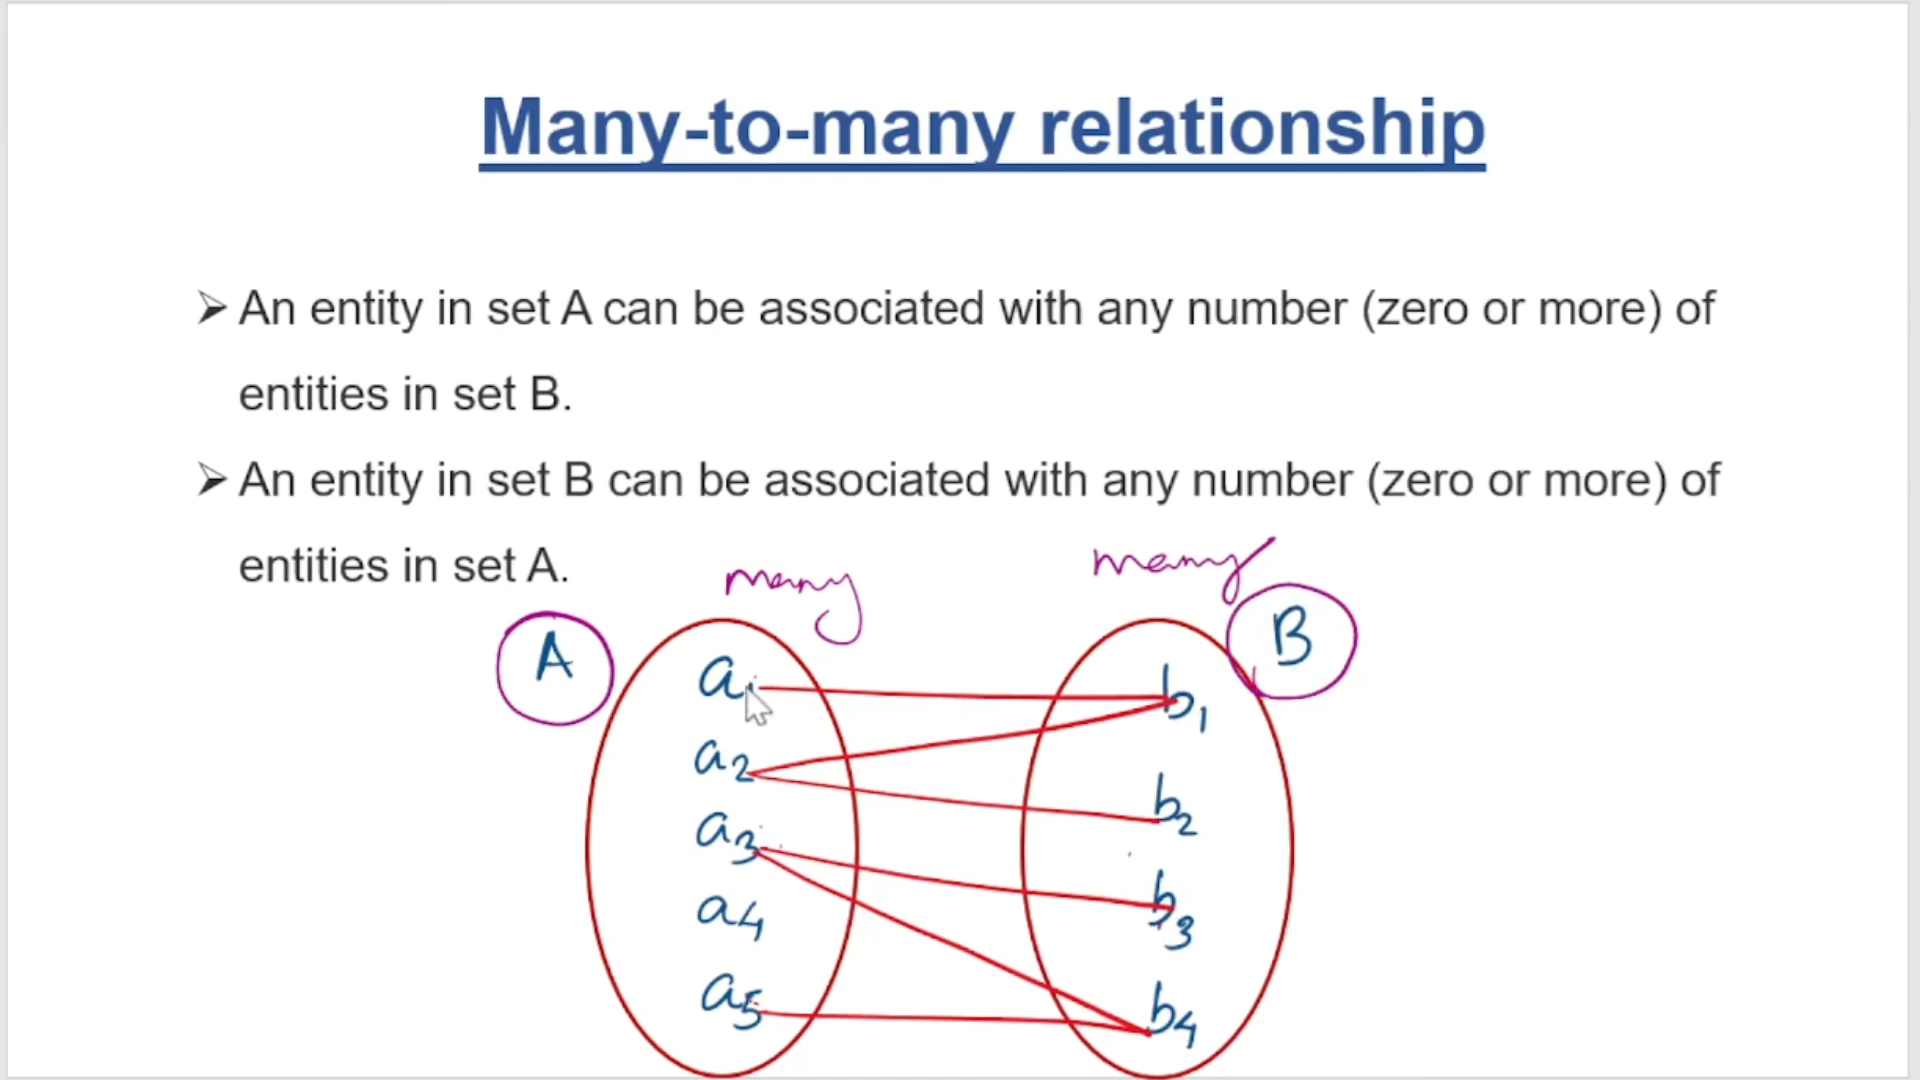 Many-to-many relationship
➤ An entity in set A can be associated with any number (zero or more) of
entities in set B.
➤ An entity in set B can be associated with any number (zero or more) of
entities in set A.
many many
A B
a1 b1
a2
b2
a3
a4 b3
a5 b4